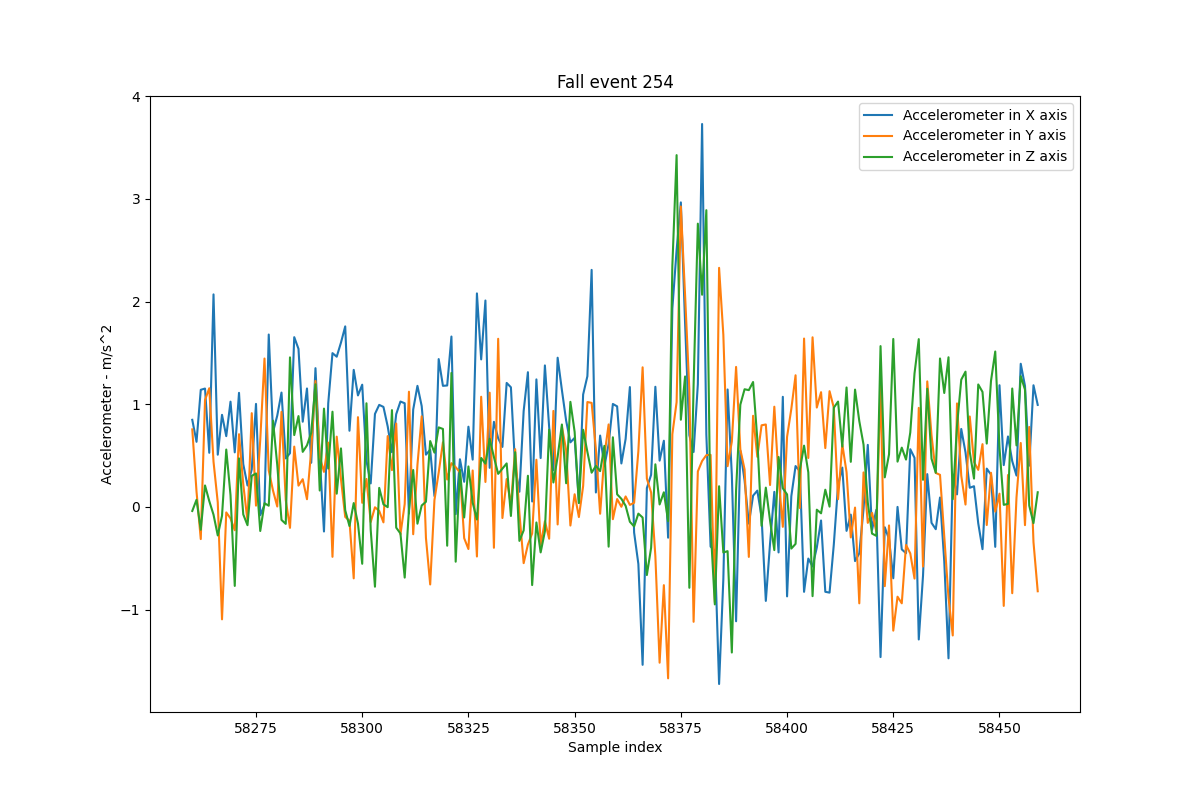 Fall event 254
Accelerometer in X axis
Accelerometer in Y axis
Accelerometer in Z axis
Accelerometer - m/s^2
4
3
2
1
0
−1
58275 58300 58325 58350 58375 58400 58425 58450
Sample index